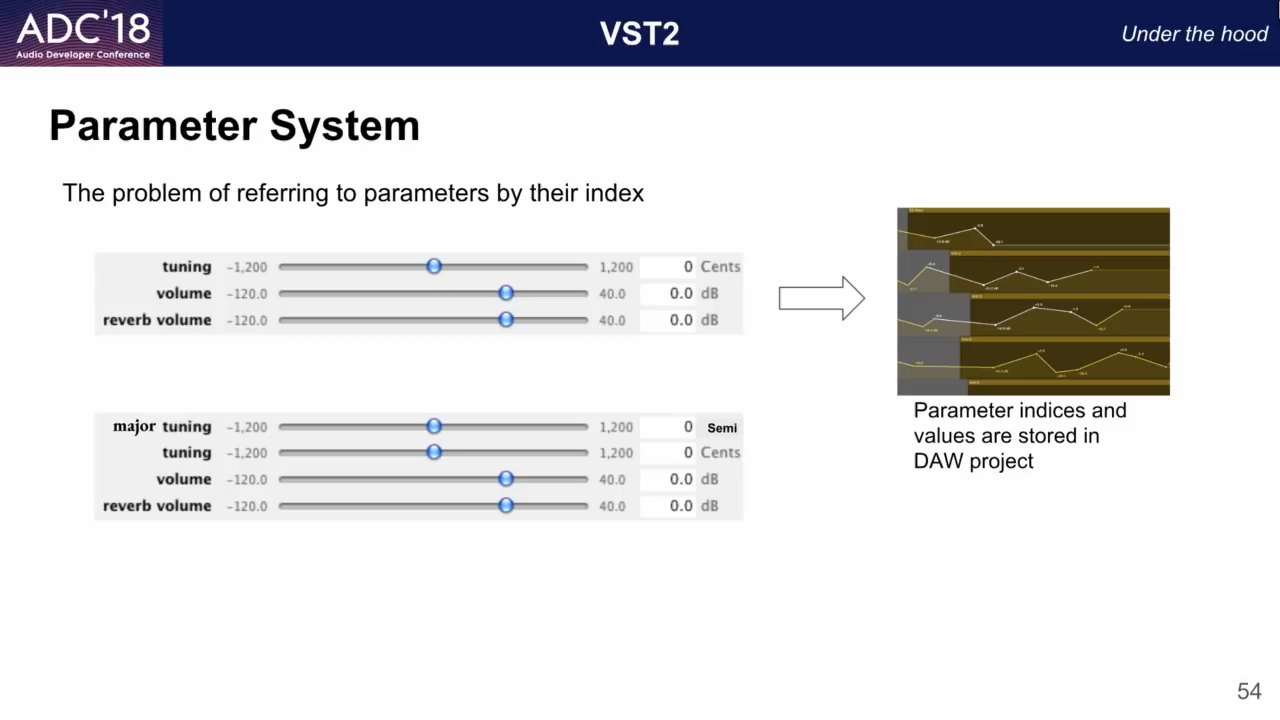 ADC'18
Audio Developer Conference
VST2
Under the hood
Parameter System
The problem of referring to parameters by their index
tuning -1,200 1,200 0 Cents
volume -120.0 40.0 0.0 dB
reverb volume -120.0 40.0 0.0 dB
major tuning -1,200 1,200 0 Semi
tuning -1,200 1,200 0 Cents
volume -120.0 40.0 0.0 dB
reverb volume -120.0 40.0 0.0 dB
Parameter indices and
values are stored in
DAW project
54